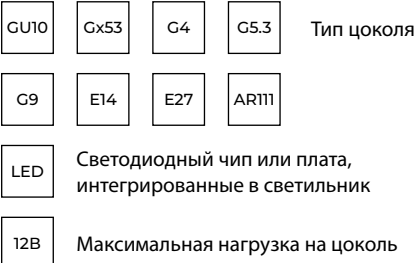 GU10 Gx53 G4 G5.3 Тип цоколя
G9 E14 E27 AR111
LED Светодиодный чип или плата,
интегрированные в светильник
12В Максимальная нагрузка на цоколь